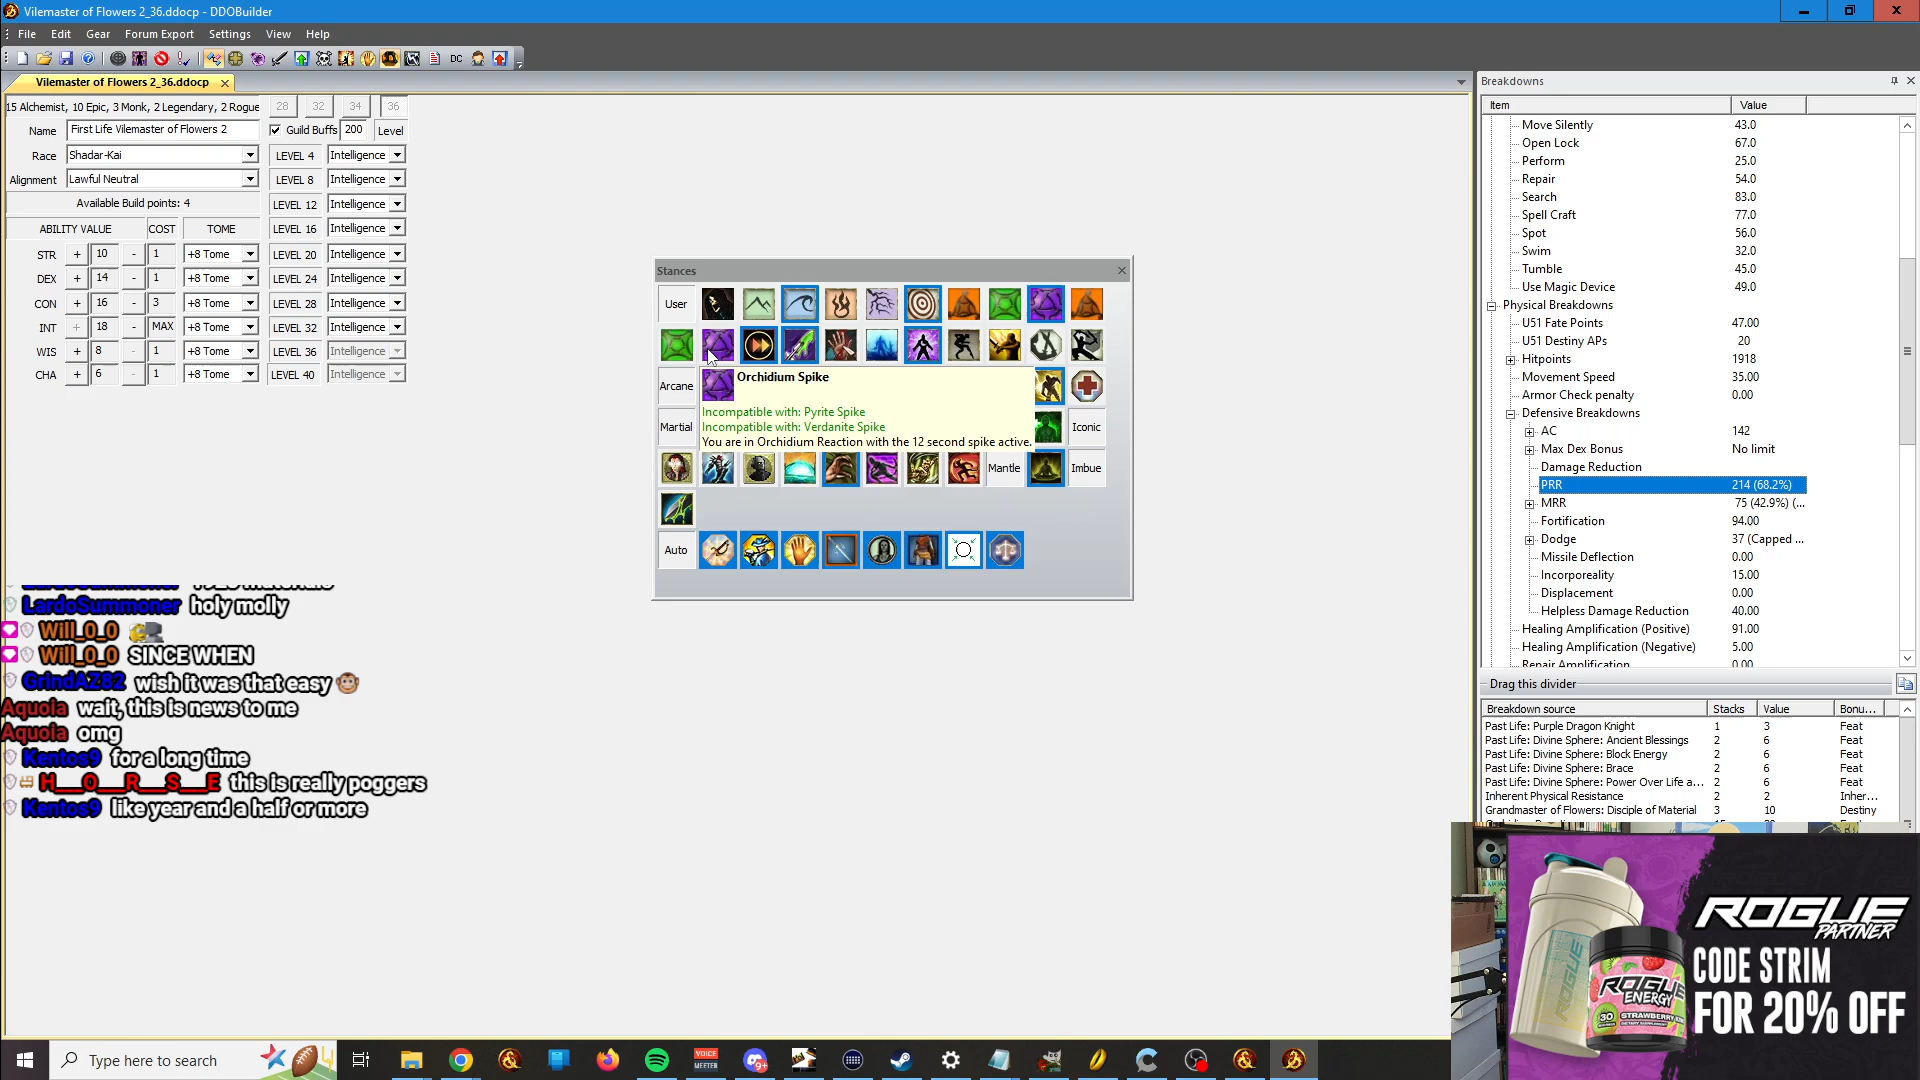 Vilemaster of Flowers 2_36.ddocp - DDOBuilder
File Edit Gear Forum Export Settings View Help
DC
Vilemaster of Flowers 2_36.ddocp
15 Alchemist, 10 Epic, 3 Monk, 2 Legendary, 2 Rogue 28 32 34 36
Name First Life Vilemaster of Flowers 2 Guild Buffs 200 Level
Race Shadar-Kai LEVEL 4 Intelligence
Alignment Lawful Neutral LEVEL 8 Intelligence
Available Build points: 4 LEVEL 12 Intelligence
ABILITY VALUE COST TOME LEVEL 16 Intelligence
STR + 10 - 1 +8 Tome LEVEL 20 Intelligence
DEX + 14 - 1 +8 Tome LEVEL 24 Intelligence
CON + 16 - 3 +8 Tome LEVEL 28 Intelligence
INT + 18 - MAX +8 Tome LEVEL 32 Intelligence
WIS + 8 - 1 +8 Tome LEVEL 36 Intelligence
CHA + 6 - 1 +8 Tome LEVEL 40 Intelligence
Stances
User
Arcane
Martial
Iconic
Mantle
Imbue
Auto
Orchidium Spike
Incompatible with: Pyrite Spike
Incompatible with: Verdanite Spike
You are in Orchidium Reaction with the 12 second spike active.
LardoSummoner holy molly
Will_0_0
Will_0_0 SINCE WHEN
GrindAZ82 wish it was that easy
Aquoia wait, this is news to me
Aquoia omg
Kentos9 for a long time
H__O__R__S__E this is really poggers
Kentos9 like year and a half or more
Breakdowns
Item Value
Move Silently 43.0
Open Lock 67.0
Perform 25.0
Repair 54.0
Search 83.0
Spell Craft 77.0
Spot 56.0
Swim 32.0
Tumble 45.0
Use Magic Device 49.0
Physical Breakdowns
U51 Fate Points 47.00
U51 Destiny APs 20
Hitpoints 1918
Movement Speed 35.00
Armor Check penalty 0.00
Defensive Breakdowns
AC 142
Max Dex Bonus No limit
Damage Reduction
PRR 214 (68.2%)
MRR 75 (42.9%) (...
Fortification 94.00
Dodge 37 (Capped ...
Missile Deflection 0.00
Incorporeality 15.00
Displacement 0.00
Helpless Damage Reduction 40.00
Healing Amplification (Positive) 91.00
Healing Amplification (Negative) 5.00
Repair Amplification 0.00
Drag this divider
Breakdown source Stacks Value Bonu...
Past Life: Purple Dragon Knight 1 3 Feat
Past Life: Divine Sphere: Ancient Blessings 2 6 Feat
Past Life: Divine Sphere: Block Energy 2 6 Feat
Past Life: Divine Sphere: Brace 2 6 Feat
Past Life: Divine Sphere: Power Over Life a... 2 6 Feat
Inherent Physical Resistance 2 2 Inher...
Grandmaster of Flowers: Disciple of Material 3 10 Destiny
ROGUE
PARTNER
CODE STRIM
FOR 20% OFF
ROGUE
ENERGY
30
STRAWBERRY
Type here to search
VOICE
MEETER